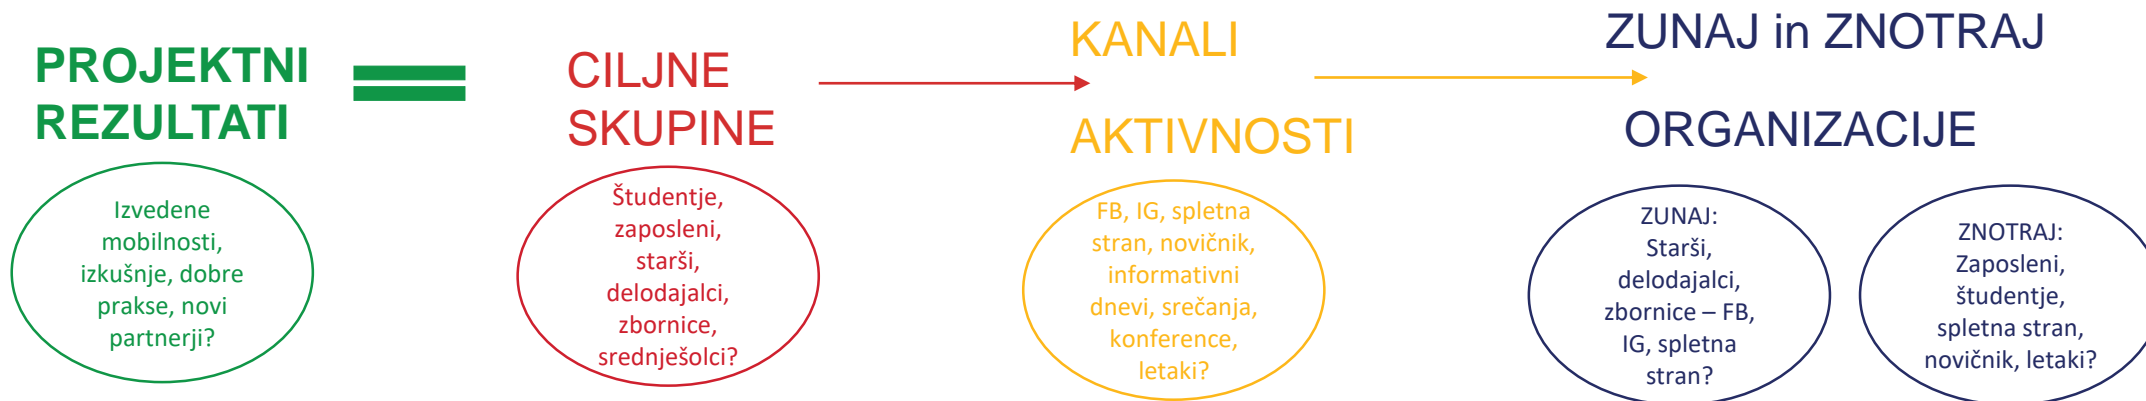 PROJEKTNI
REZULTATI
Izvedene
mobilnosti,
izkušnje, dobre
prakse, novi
partnerji?
CILJNE
SKUPINE
Študentje,
zaposleni,
starši,
delodajalci,
zbornice,
srednješolci?
KANALI
AKTIVNOSTI
FB, IG, spletna
stran, novičnik,
informativni
dnevi, srečanja,
konference,
letaki?
ZUNAJ in ZNOTRAJ
ORGANIZACIJE
ZUNAJ:
Starši,
delodajalci,
zbornice – FB,
IG, spletna
stran?
ZNOTRAJ:
Zaposleni,
študentje,
spletna stran,
novičnik, letaki?